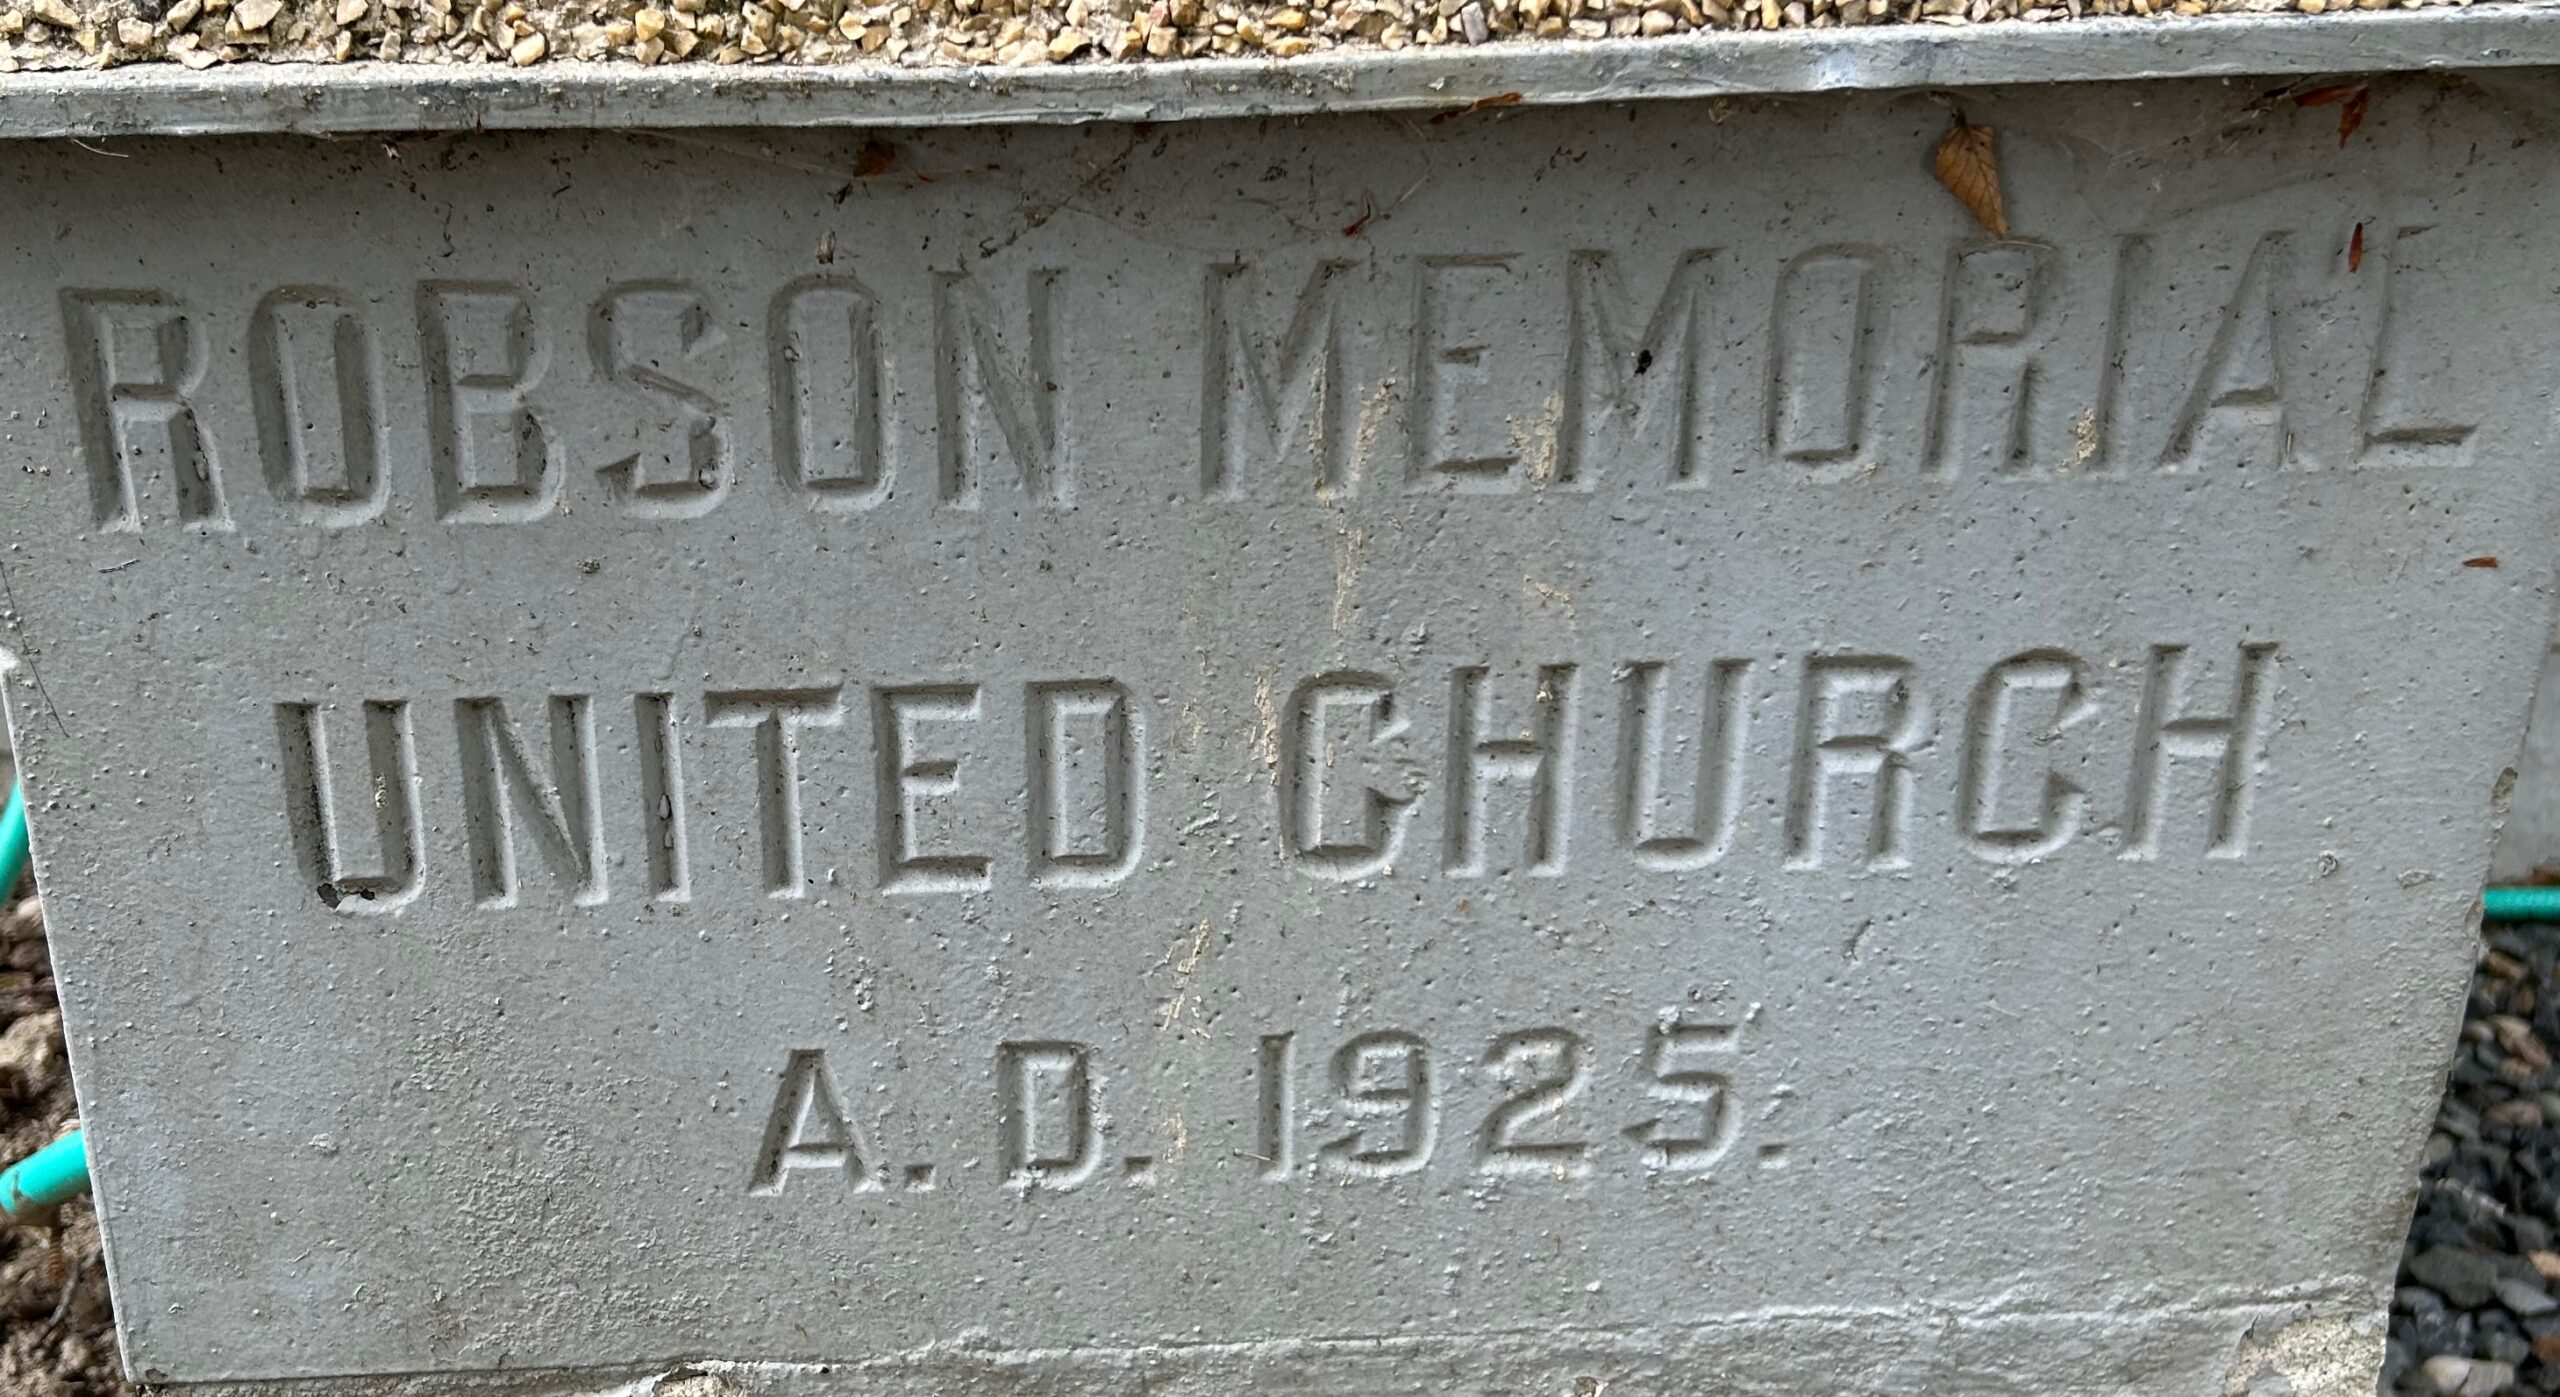 ROBSON MEMORIAL
UNITED CHURCH
A.D. 1925.